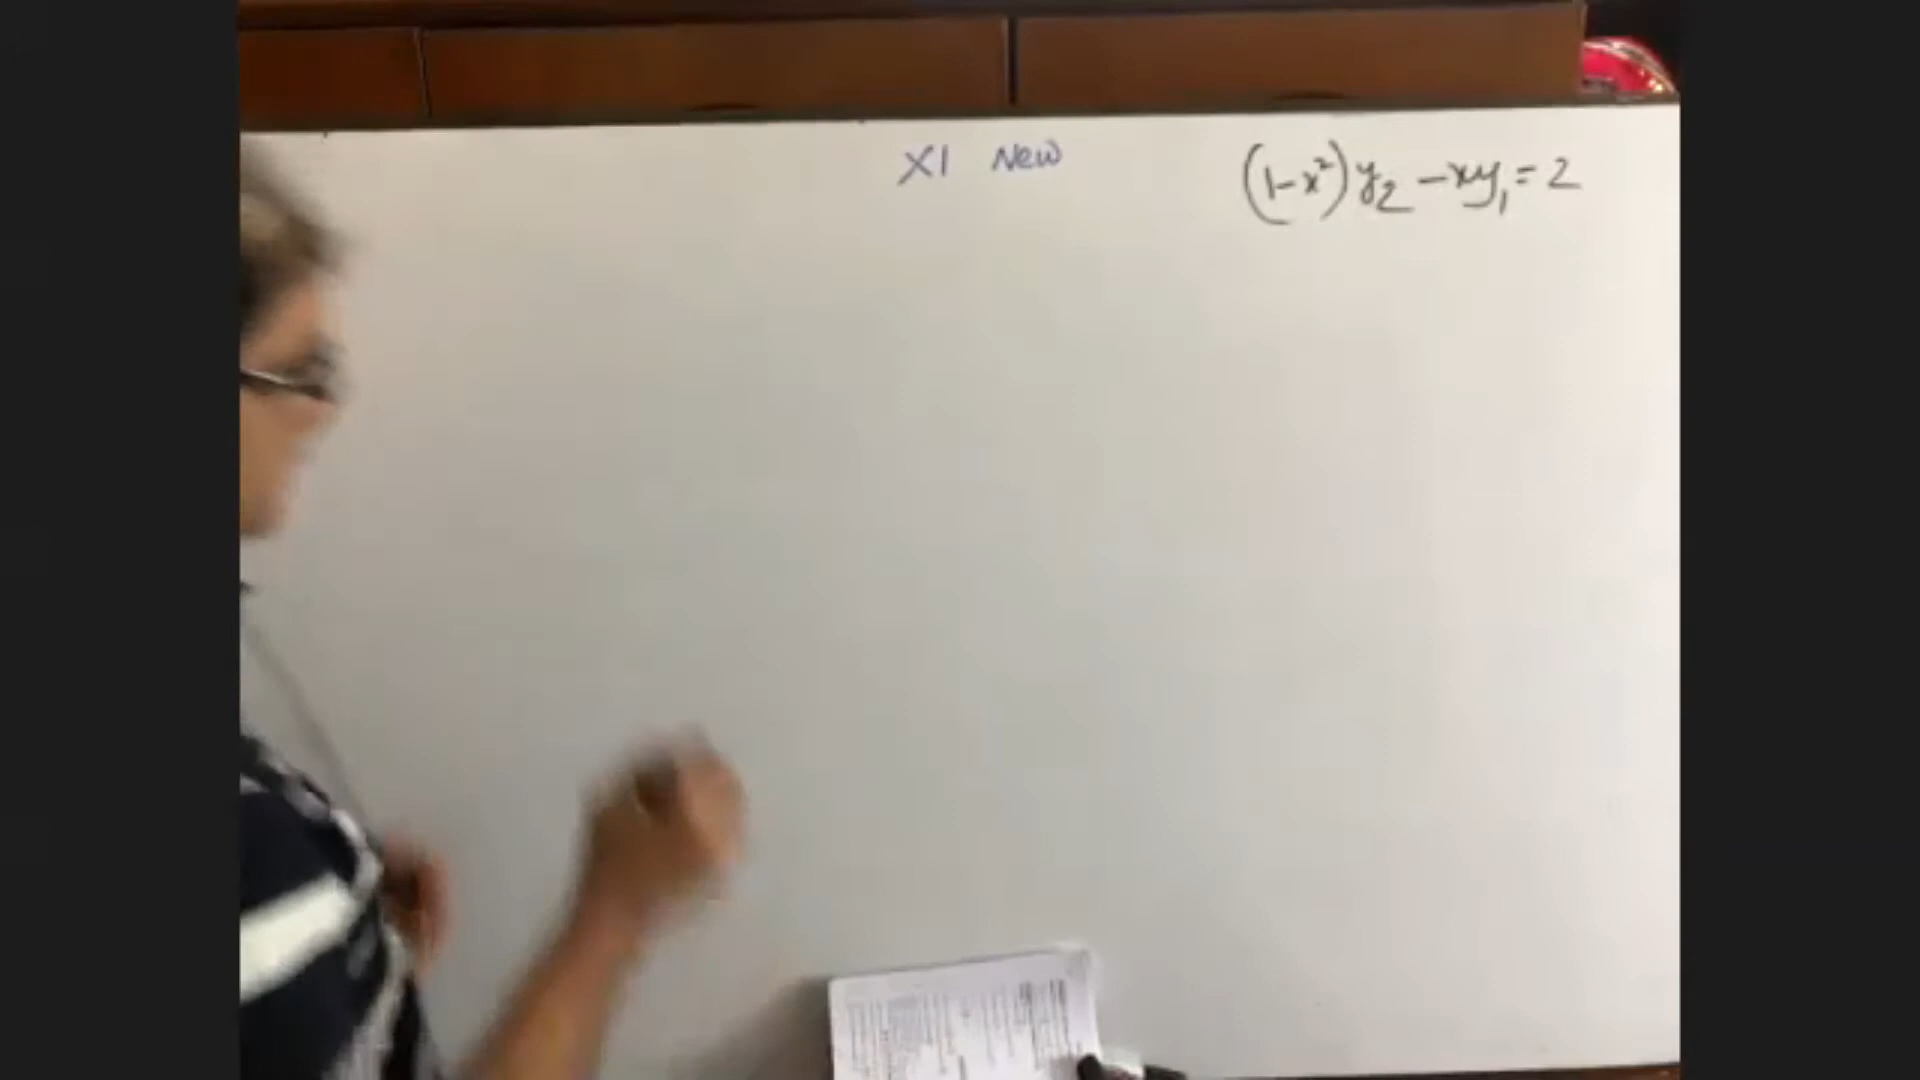 XI New
(1-x²)y₂ -xy₁ = 2